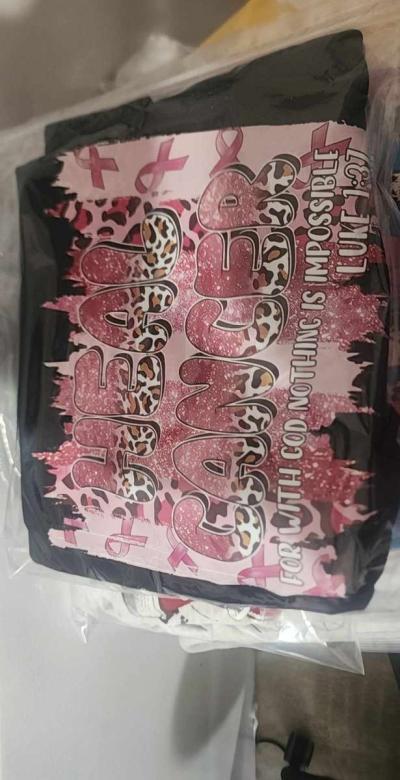 HEAL
CANCER
FOR WITH GOD NOTHING IS IMPOSSIBLE
LUKE 1:37